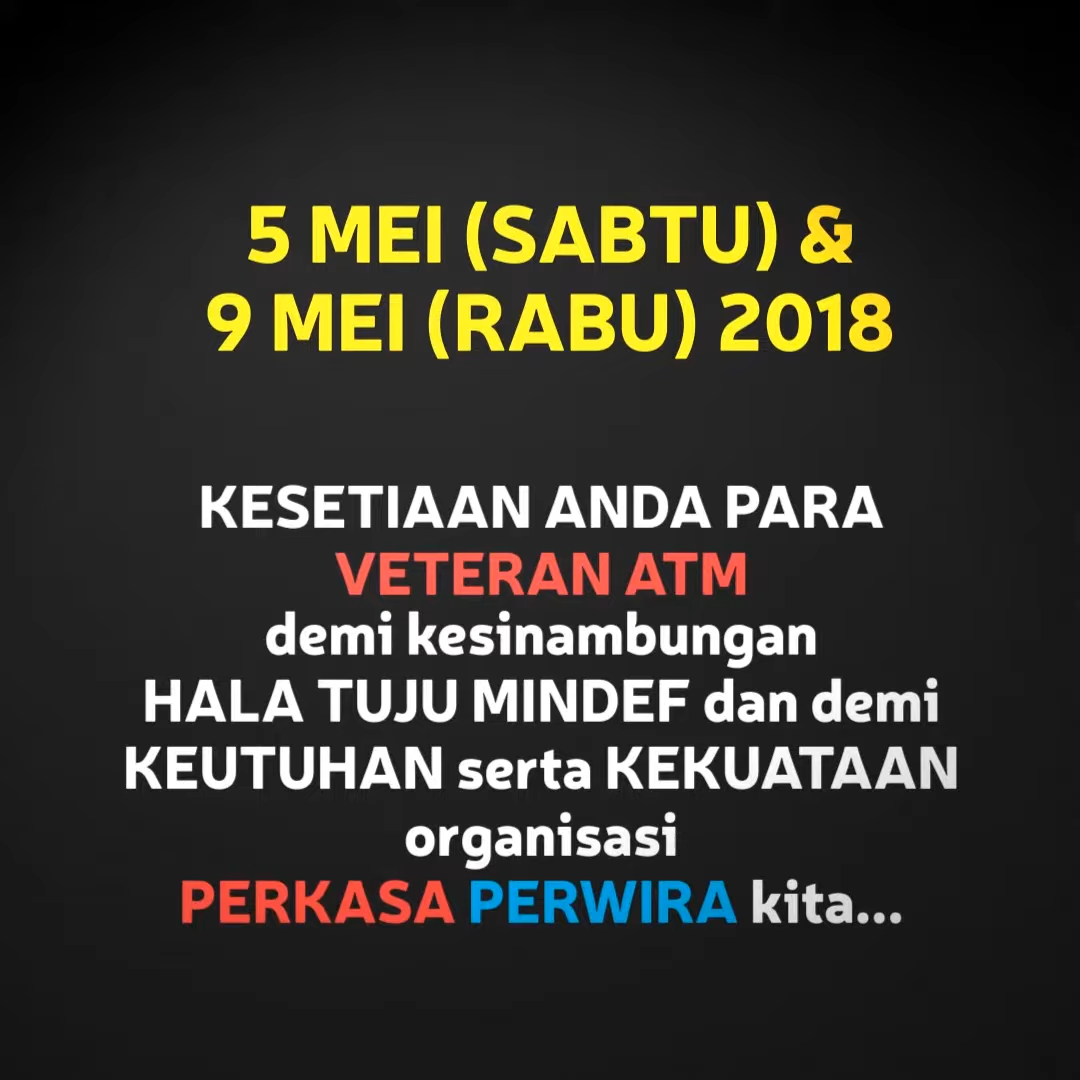 5 MEI (SABTU) &
9 MEI (RABU) 2018
KESETIAAN ANDA PARA
VETERAN ATM
demi kesinambungan
HALA TUJU MINDEF dan demi
KEUTUHAN serta KEKUATAAN
organisasi
PERKASA PERWIRA kita...